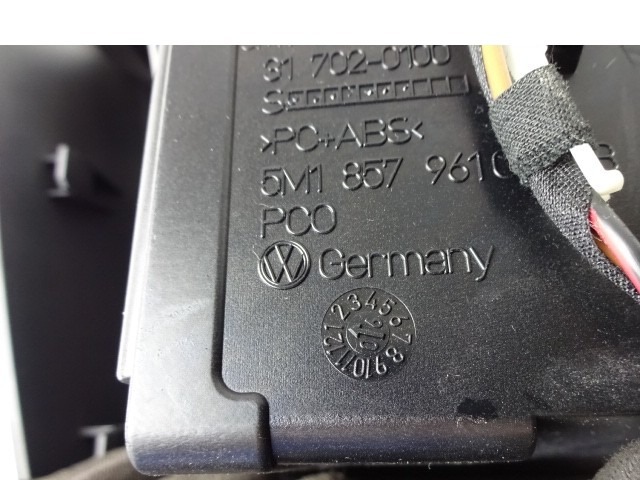 31 702-0100
S
>PC+ABS<
5M1 857 961
PCO
Germany
1 2 3 4 5 6 7 8 9 10 11 12